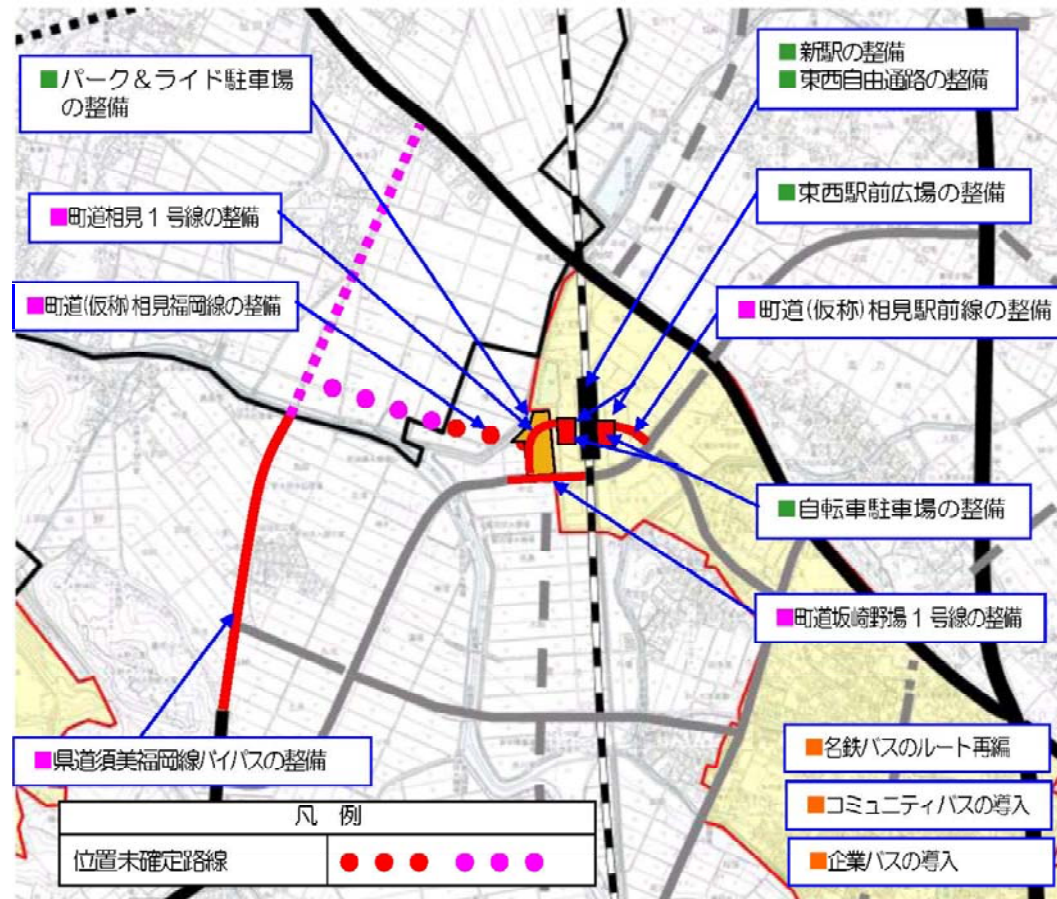 ■パーク＆ライド駐車場
の整備
■新駅の整備
■東西自由通路の整備
■町道相見１号線の整備
■東西駅前広場の整備
■町道(仮称)相見福岡線の整備
■町道(仮称)相見駅前線の整備
■自転車駐車場の整備
■町道坂崎野場１号線の整備
■県道須美福岡線バイパスの整備
■名鉄バスのルート再編
■コミュニティバスの導入
■企業バスの導入
凡 例
位置未確定路線